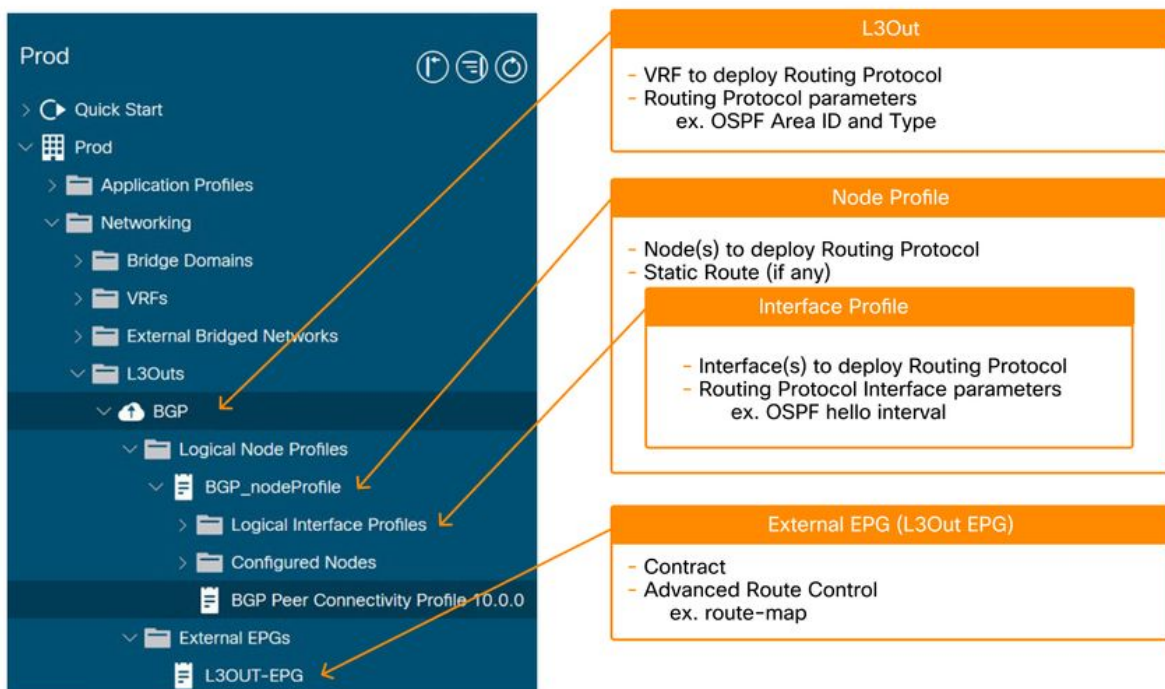 Prod
Quick Start
Prod
Application Profiles
Networking
Bridge Domains
VRFs
External Bridged Networks
L3Outs
BGP
Logical Node Profiles
BGP_nodeProfile
Logical Interface Profiles
Configured Nodes
BGP Peer Connectivity Profile 10.0.0
External EPGs
L3OUT-EPG
L3Out
- VRF to deploy Routing Protocol
- Routing Protocol parameters
ex. OSPF Area ID and Type
Node Profile
- Node(s) to deploy Routing Protocol
- Static Route (if any)
Interface Profile
- Interface(s) to deploy Routing Protocol
- Routing Protocol Interface parameters
ex. OSPF hello interval
External EPG (L3Out EPG)
- Contract
- Advanced Route Control
ex. route-map